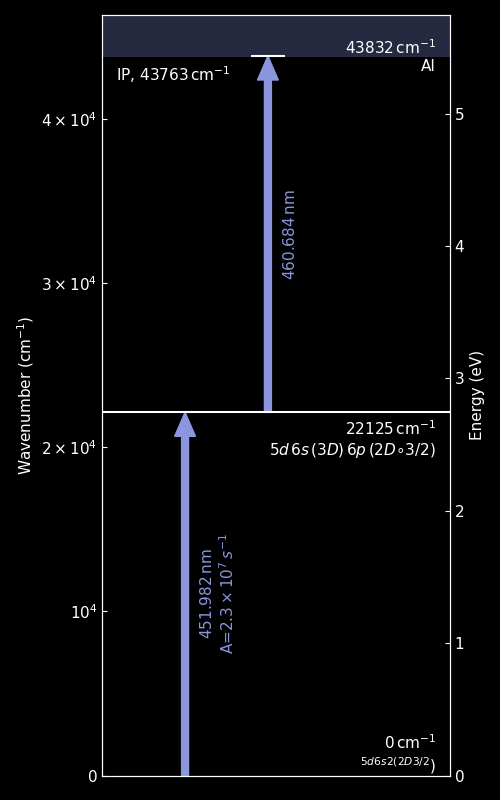 43832 cm⁻¹
IP, 43763 cm⁻¹
AI
4 × 10⁴
5
460.684 nm
4
3 × 10⁴
Wavenumber (cm⁻¹)
3
Energy (eV)
22125 cm⁻¹
2 × 10⁴
5d 6s (3D) 6p (2D∘3/2)
2
451.982 nm
A=2.3 × 10⁷ s⁻¹
10⁴
1
0 cm⁻¹
5d6s2(2D3/2)
0
0